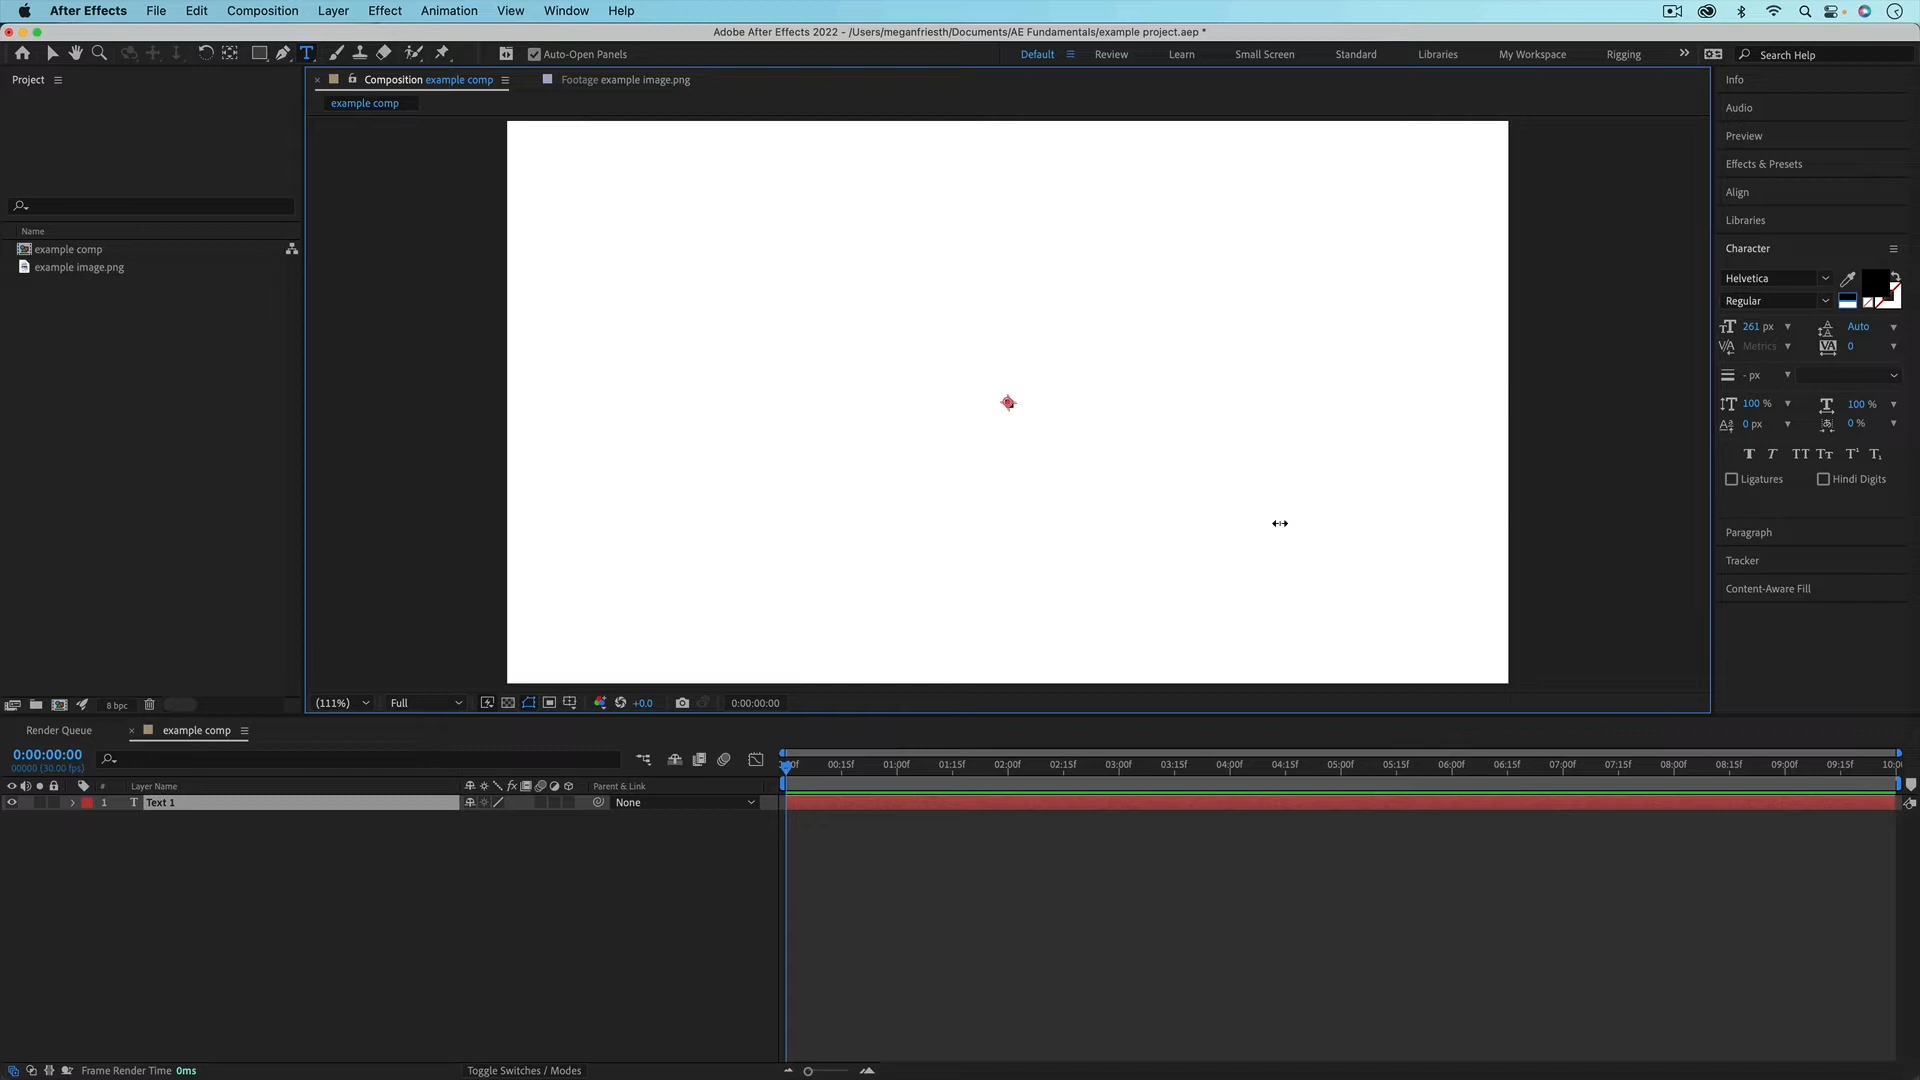 After Effects File Edit Composition Layer Effect Animation View Window Help
Adobe After Effects 2022 - /Users/meganfriesth/Documents/AE Fundamentals/example project.aep *
Auto-Open Panels Default Review Learn Small Screen Standard Libraries My Workspace Rigging Search Help
Project
Composition example comp Footage example image.png
example comp
Name
example comp
example image.png
Info
Audio
Preview
Effects & Presets
Align
Libraries
Character
Helvetica
Regular
261 px Auto
Metrics 0
- px
100 % 100 %
0 px 0 %
T T TT Tt T¹ T₁
Ligatures Hindi Digits
Paragraph
Tracker
Content-Aware Fill
8 bpc
(111%) Full +0.0 0:00:00:00
Render Queue example comp
0:00:00:00
00000 (30.00 fps)
:00f 00:15f 01:00f 01:15f 02:00f 02:15f 03:00f 03:15f 04:00f 04:15f 05:00f 05:15f 06:00f 06:15f 07:00f 07:15f 08:00f 08:15f 09:00f 09:15f 10:0
# Layer Name fx Parent & Link
1 T Text 1 None
Frame Render Time 0ms
Toggle Switches / Modes